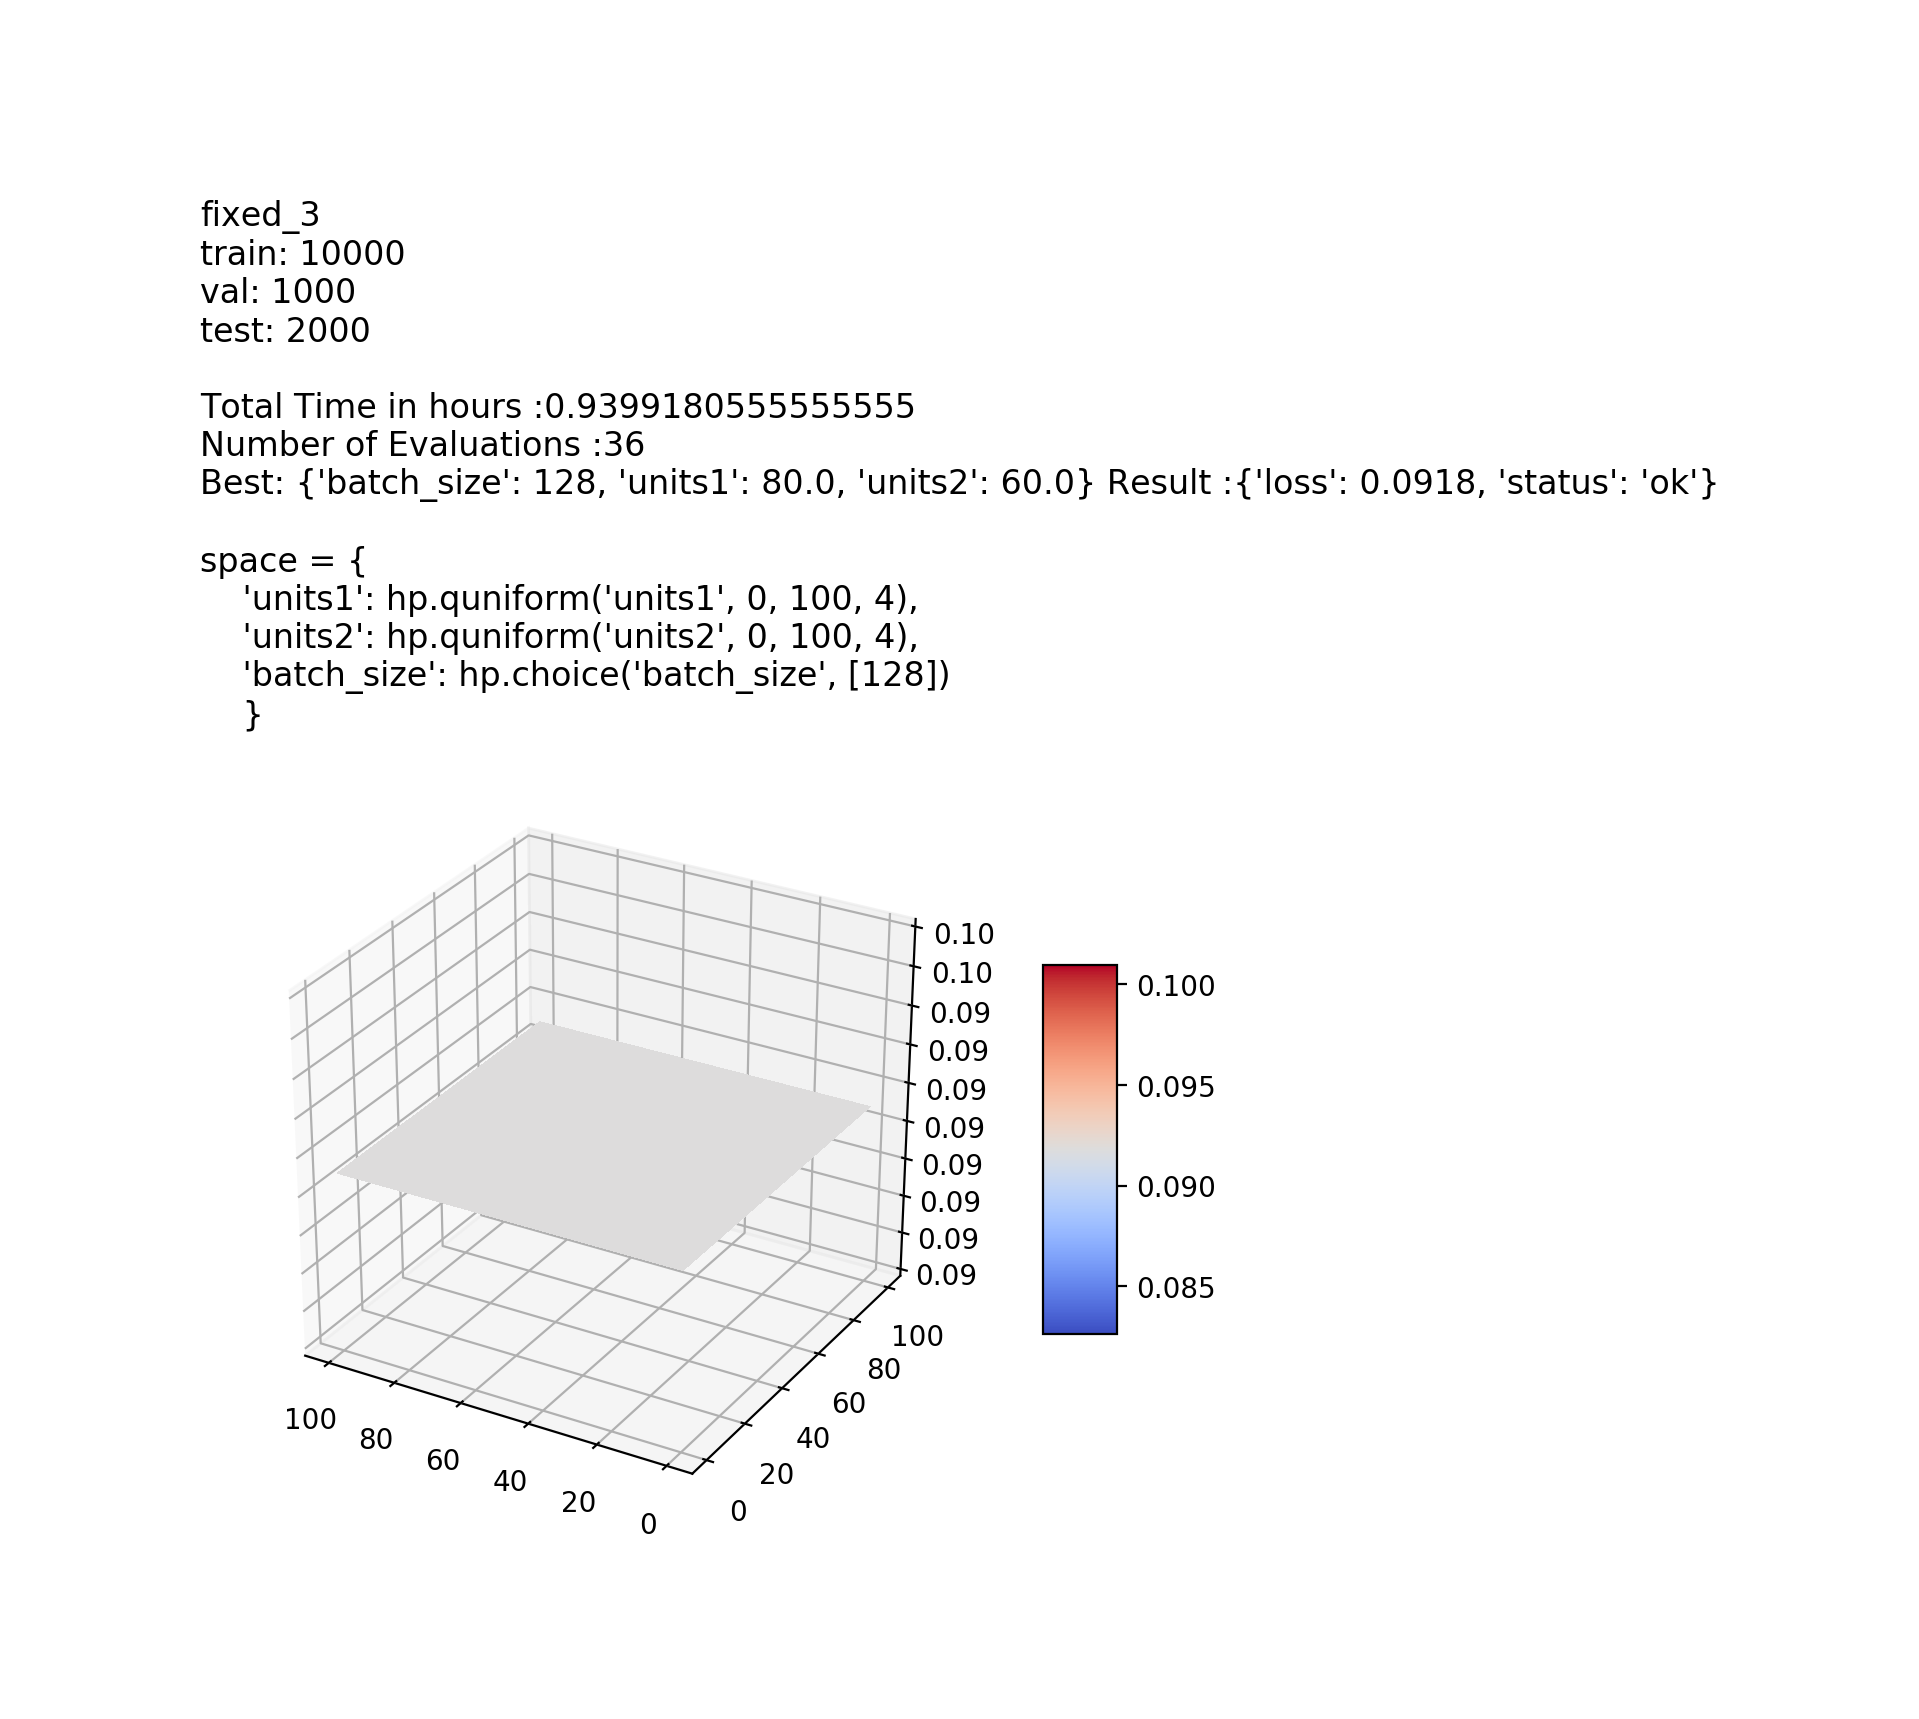 fixed_3
train: 10000
val: 1000
test: 2000
Total Time in hours :0.9399180555555555
Number of Evaluations :36
Best: {'batch_size': 128, 'units1': 80.0, 'units2': 60.0} Result :{'loss': 0.0918, 'status': 'ok'}
space = {
'units1': hp.quniform('units1', 0, 100, 4),
'units2': hp.quniform('units2', 0, 100, 4),
'batch_size': hp.choice('batch_size', [128])
}
0.10
0.10
0.09
0.09
0.09
0.09
0.09
0.09
0.09
0.09
100
80
60
40
20
0
100
80
60
40
20
0
0.100
0.095
0.090
0.085